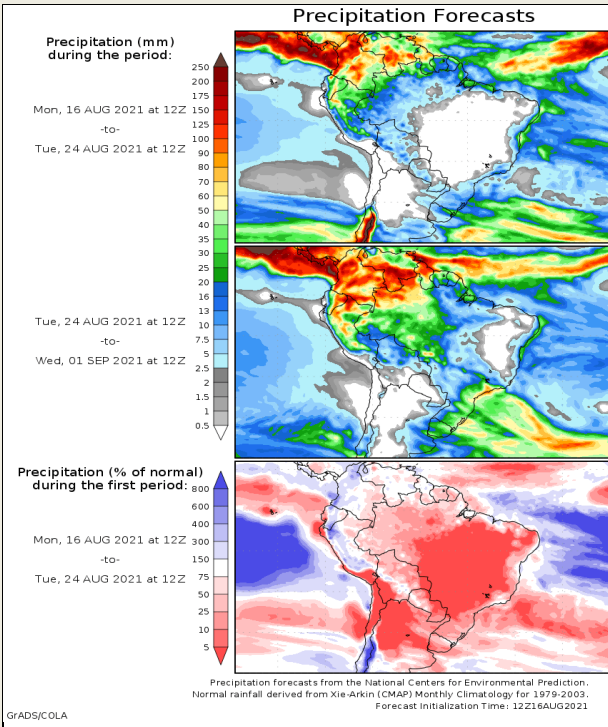 Precipitation Forecasts
Precipitation (mm)
during the period:
Mon, 16 AUG 2021 at 12Z
-to-
Tue, 24 AUG 2021 at 12Z
250
200
175
150
125
100
90
80
70
60
50
40
35
30
25
20
16
13
10
7.5
5
2.5
2
1.5
1
0.5
Tue, 24 AUG 2021 at 12Z
-to-
Wed, 01 SEP 2021 at 12Z
Precipitation (% of normal)
during the first period:
Mon, 16 AUG 2021 at 12Z
-to-
Tue, 24 AUG 2021 at 12Z
800
600
400
300
150
75
50
25
10
5
Precipitation forecasts from the National Centers for Environmental Prediction.
Normal rainfall derived from Xie-Arkin (CMAP) Monthly Climatology for 1979-2003.
Forecast Initialization Time: 12Z16AUG2021
GrADS/COLA